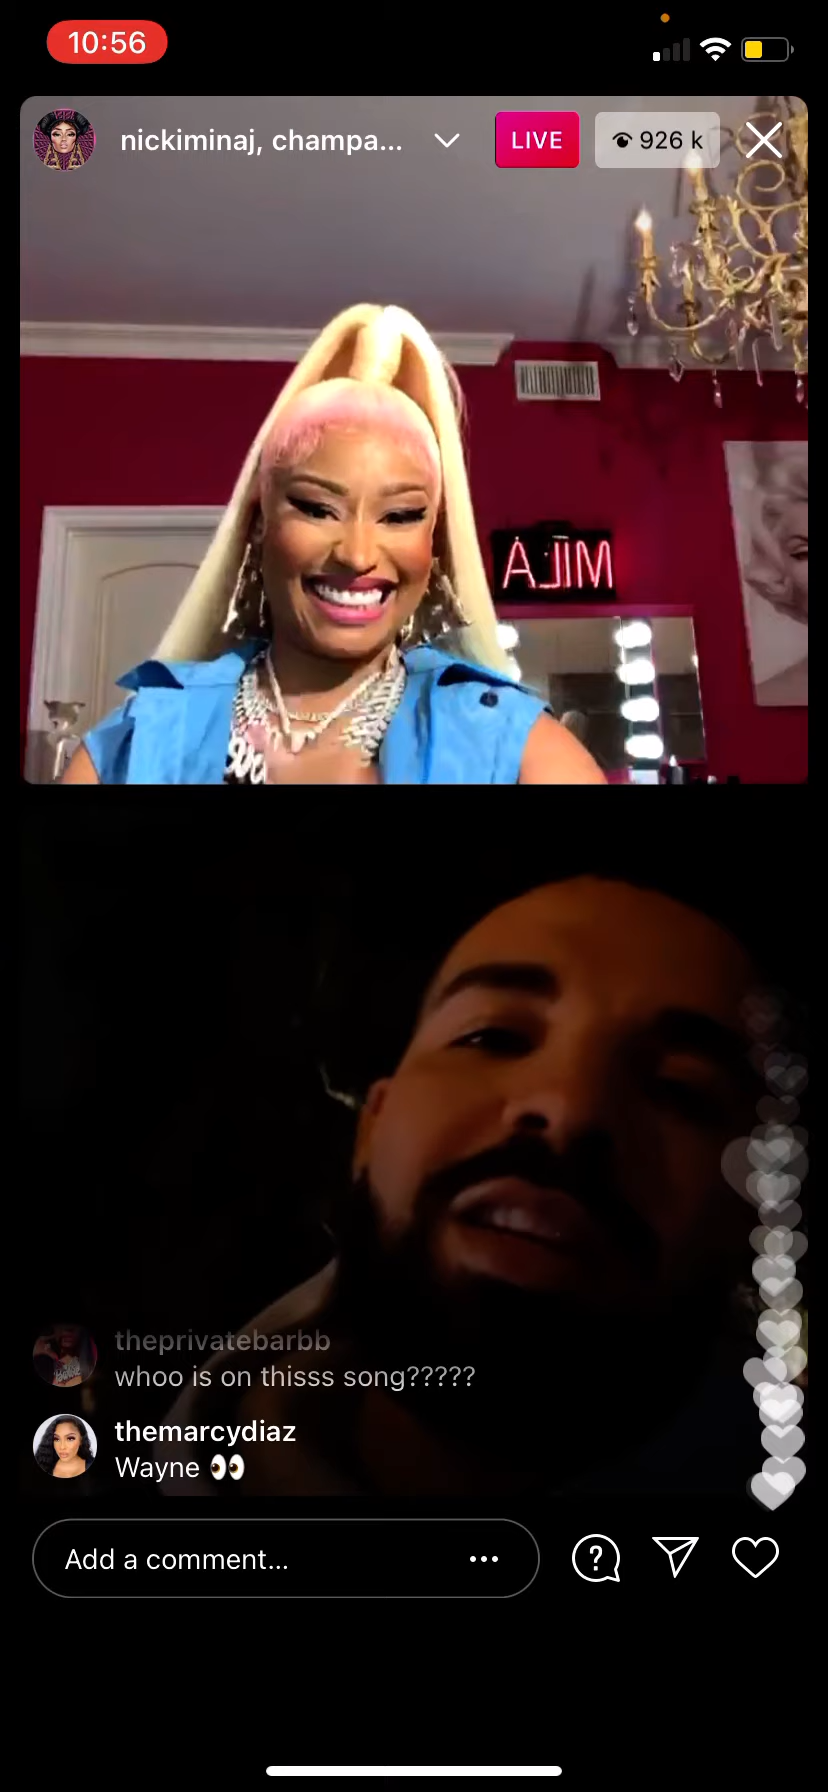 10:56
nickiminaj, champa...
LIVE
926 k
MILA
theprivatebarbb
whoo is on thisss song?????
themarcydiaz
Wayne 👀
Add a comment...